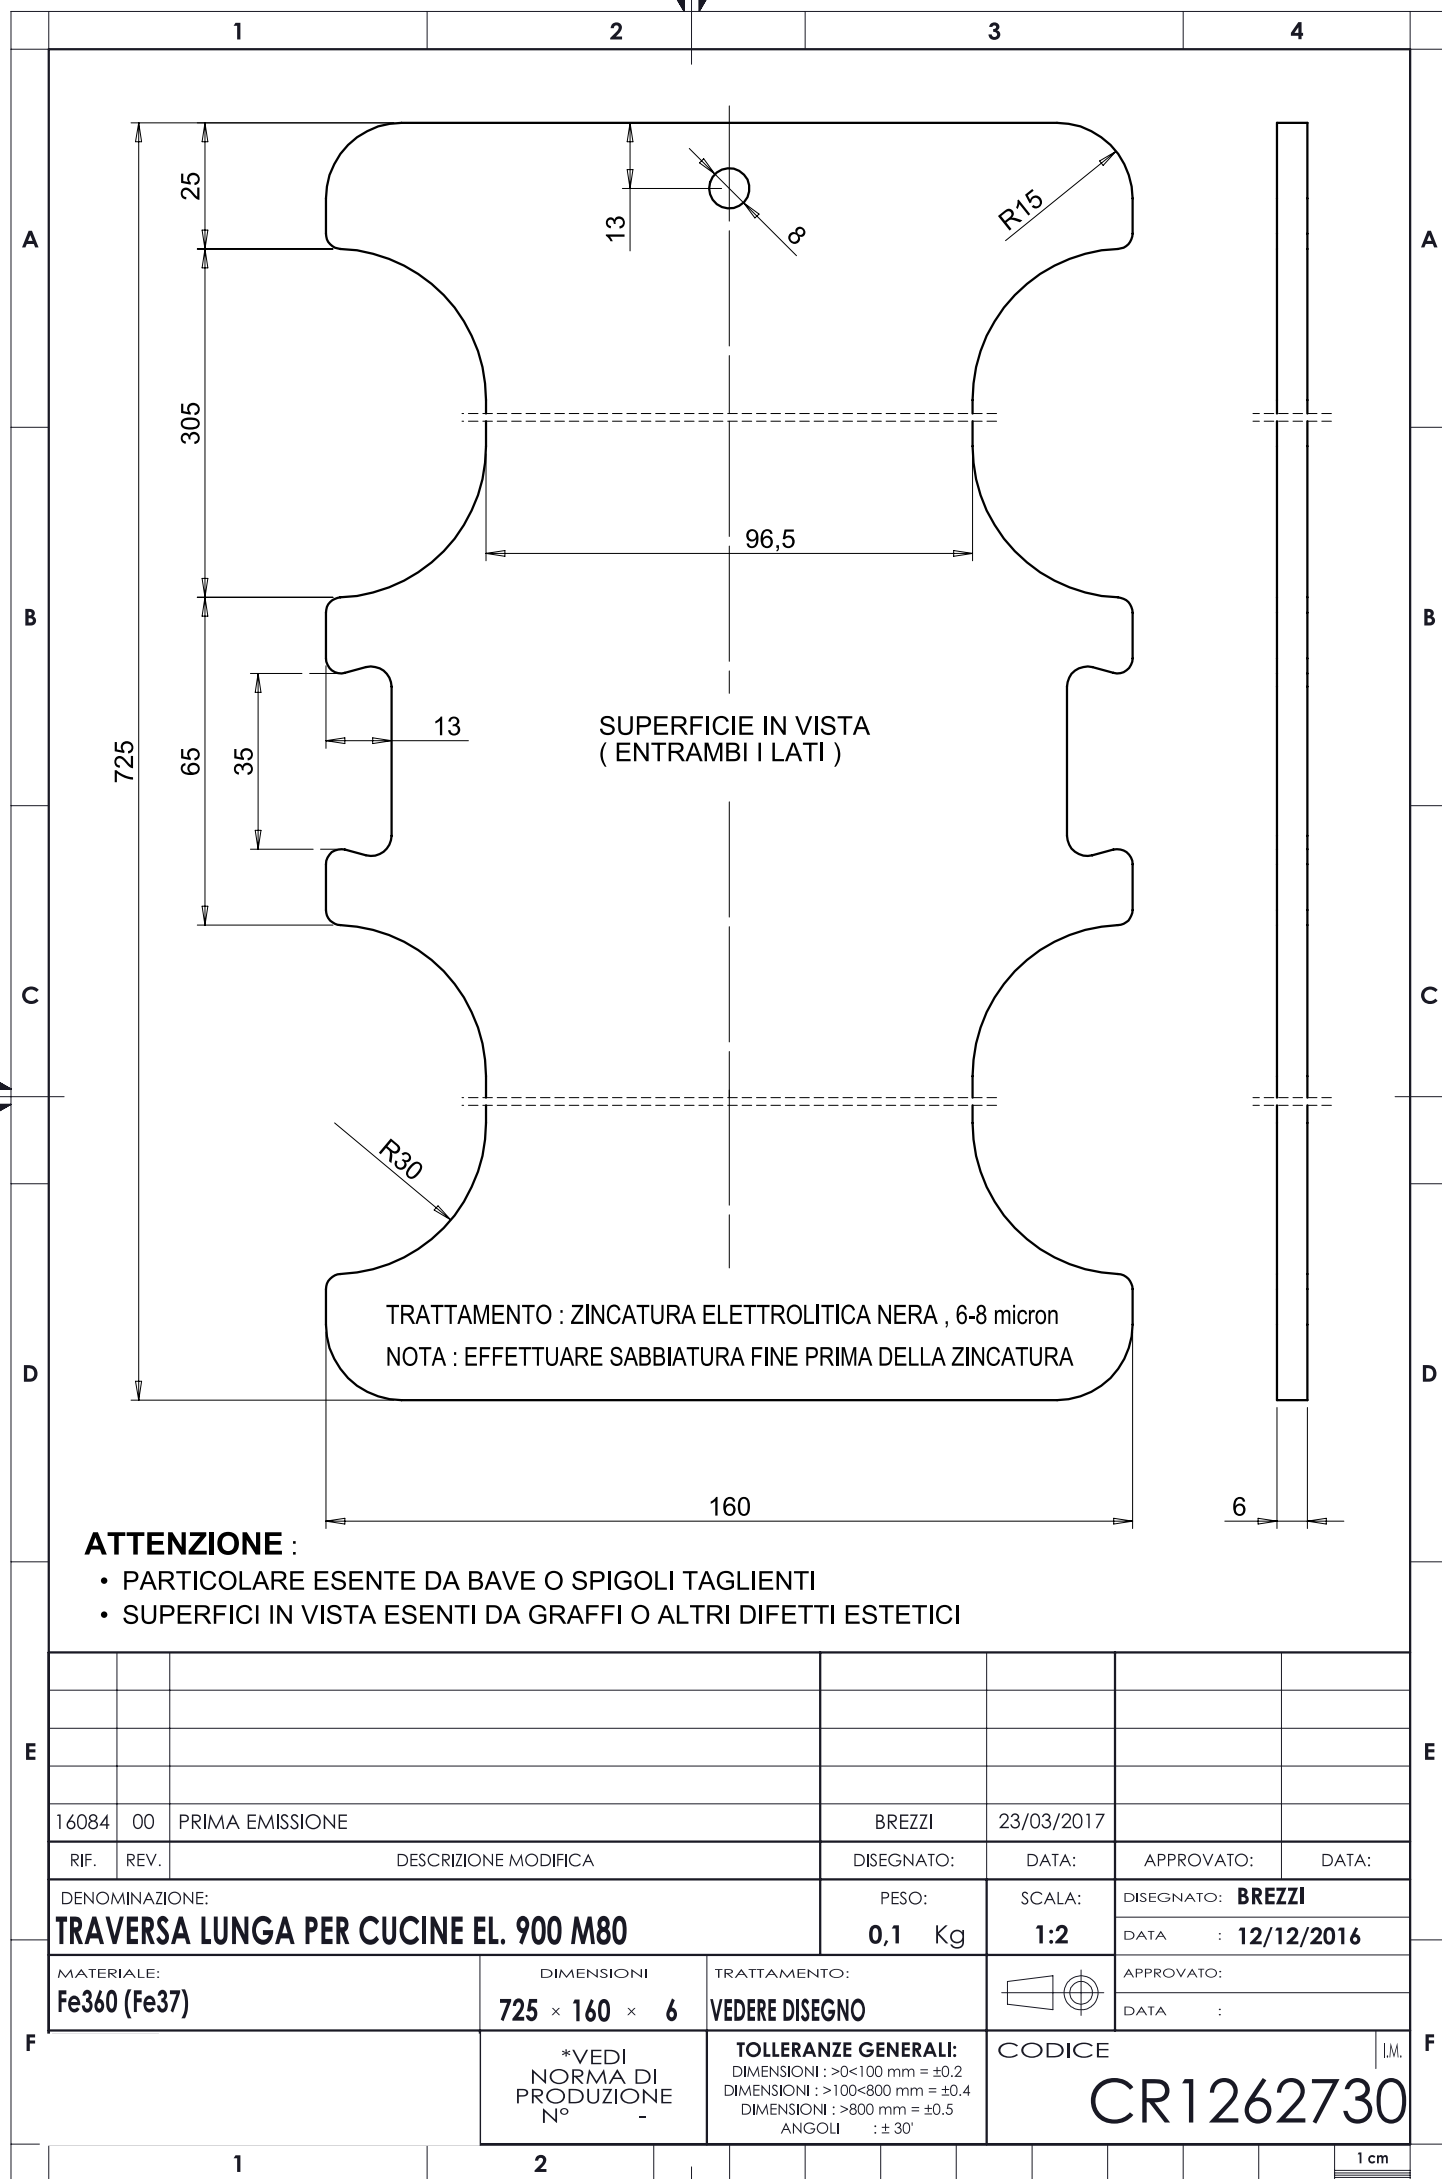 1 2 3 4
A A
25
13
8
R15
305
96,5
B B
13
SUPERFICIE IN VISTA
( ENTRAMBI I LATI )
725
65
35
C C
R30
TRATTAMENTO : ZINCATURA ELETTROLITICA NERA , 6-8 micron
NOTA : EFFETTUARE SABBIATURA FINE PRIMA DELLA ZINCATURA
D D
160
6
ATTENZIONE :
• PARTICOLARE ESENTE DA BAVE O SPIGOLI TAGLIENTI
• SUPERFICI IN VISTA ESENTI DA GRAFFI O ALTRI DIFETTI ESTETICI
E E
16084 00 PRIMA EMISSIONE BREZZI 23/03/2017
RIF. REV. DESCRIZIONE MODIFICA DISEGNATO: DATA: APPROVATO: DATA:
DENOMINAZIONE:
TRAVERSA LUNGA PER CUCINE EL. 900 M80
PESO:
0,1 Kg
SCALA:
1:2
DISEGNATO: BREZZI
DATA : 12/12/2016
MATERIALE:
Fe360 (Fe37)
DIMENSIONI
725 × 160 × 6
TRATTAMENTO:
VEDERE DISEGNO
APPROVATO:
DATA :
F F
*VEDI
NORMA DI
PRODUZIONE
N° -
TOLLERANZE GENERALI:
DIMENSIONI : >0<100 mm = ±0.2
DIMENSIONI : >100<800 mm = ±0.4
DIMENSIONI : >800 mm = ±0.5
ANGOLI : ± 30'
CODICE
I.M.
CR1262730
1 2
1 cm